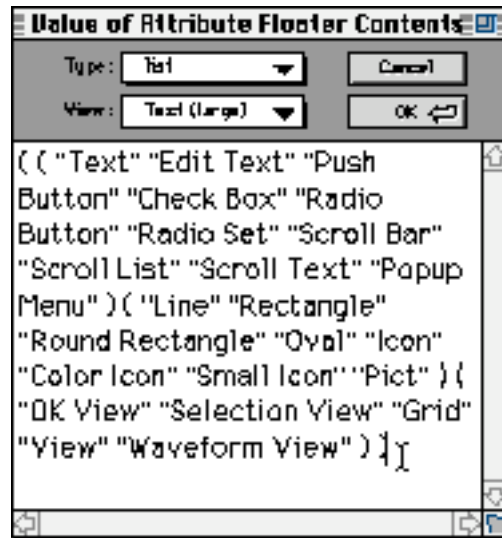 Value of Attribute Floater Contents
Type: list Cancel
View: Text (large) OK
( ( "Text" "Edit Text" "Push
Button" "Check Box" "Radio
Button" "Radio Set" "Scroll Bar"
"Scroll List" "Scroll Text" "Popup
Menu" ) ( "Line" "Rectangle"
"Round Rectangle" "Oval" "Icon"
"Color Icon" "Small Icon" "Pict" ) (
"OK View" "Selection View" "Grid"
"View" "Waveform View" ) )